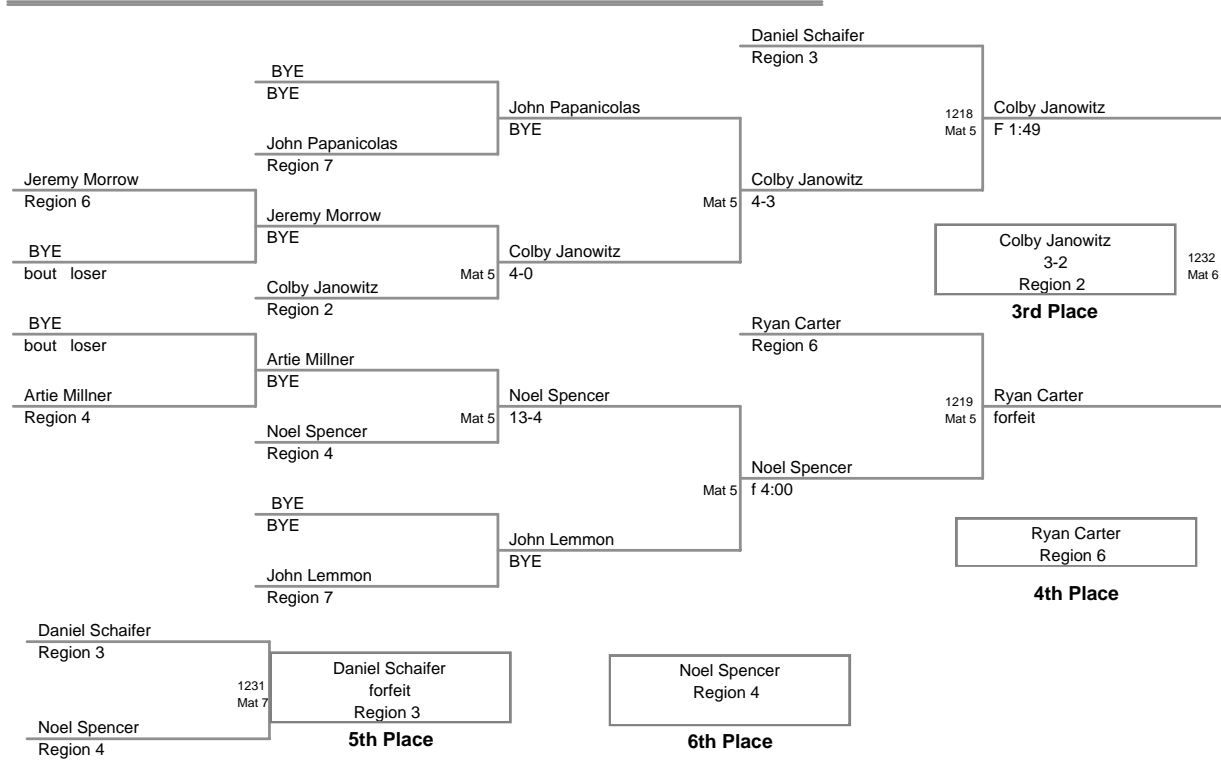 Daniel Schaifer
Region 3
BYE
BYE
John Papanicolas
BYE
1218
Mat 5
Colby Janowitz
F 1:49
John Papanicolas
Region 7
Jeremy Morrow
Region 6
Colby Janowitz
Mat 5
4-3
Jeremy Morrow
BYE
BYE
bout loser
Colby Janowitz
Mat 5
4-0
Colby Janowitz
3-2
Region 2
1232
Mat 6
3rd Place
Colby Janowitz
Region 2
BYE
bout loser
Ryan Carter
Region 6
Artie Millner
BYE
Artie Millner
Region 4
Noel Spencer
Mat 5
13-4
1219
Mat 5
Ryan Carter
forfeit
Noel Spencer
Region 4
Noel Spencer
Mat 5
f 4:00
BYE
BYE
John Lemmon
BYE
Ryan Carter
Region 6
4th Place
John Lemmon
Region 7
Daniel Schaifer
Region 3
1231
Mat 7
Daniel Schaifer
forfeit
Region 3
5th Place
Noel Spencer
Region 4
6th Place
Noel Spencer
Region 4